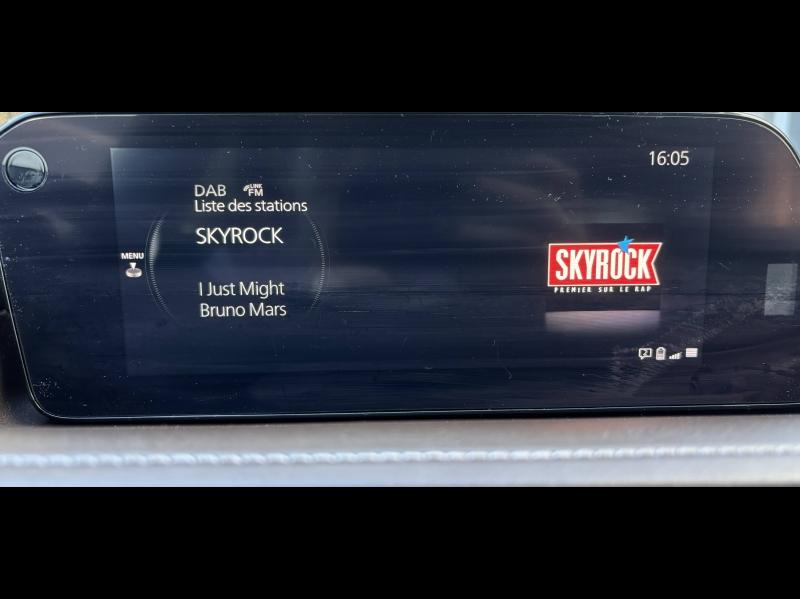 16:05
DAB LINK FM
Liste des stations
SKYROCK
MENU
I Just Might
Bruno Mars
SKYROCK
PREMIER SUR LE RAP
2